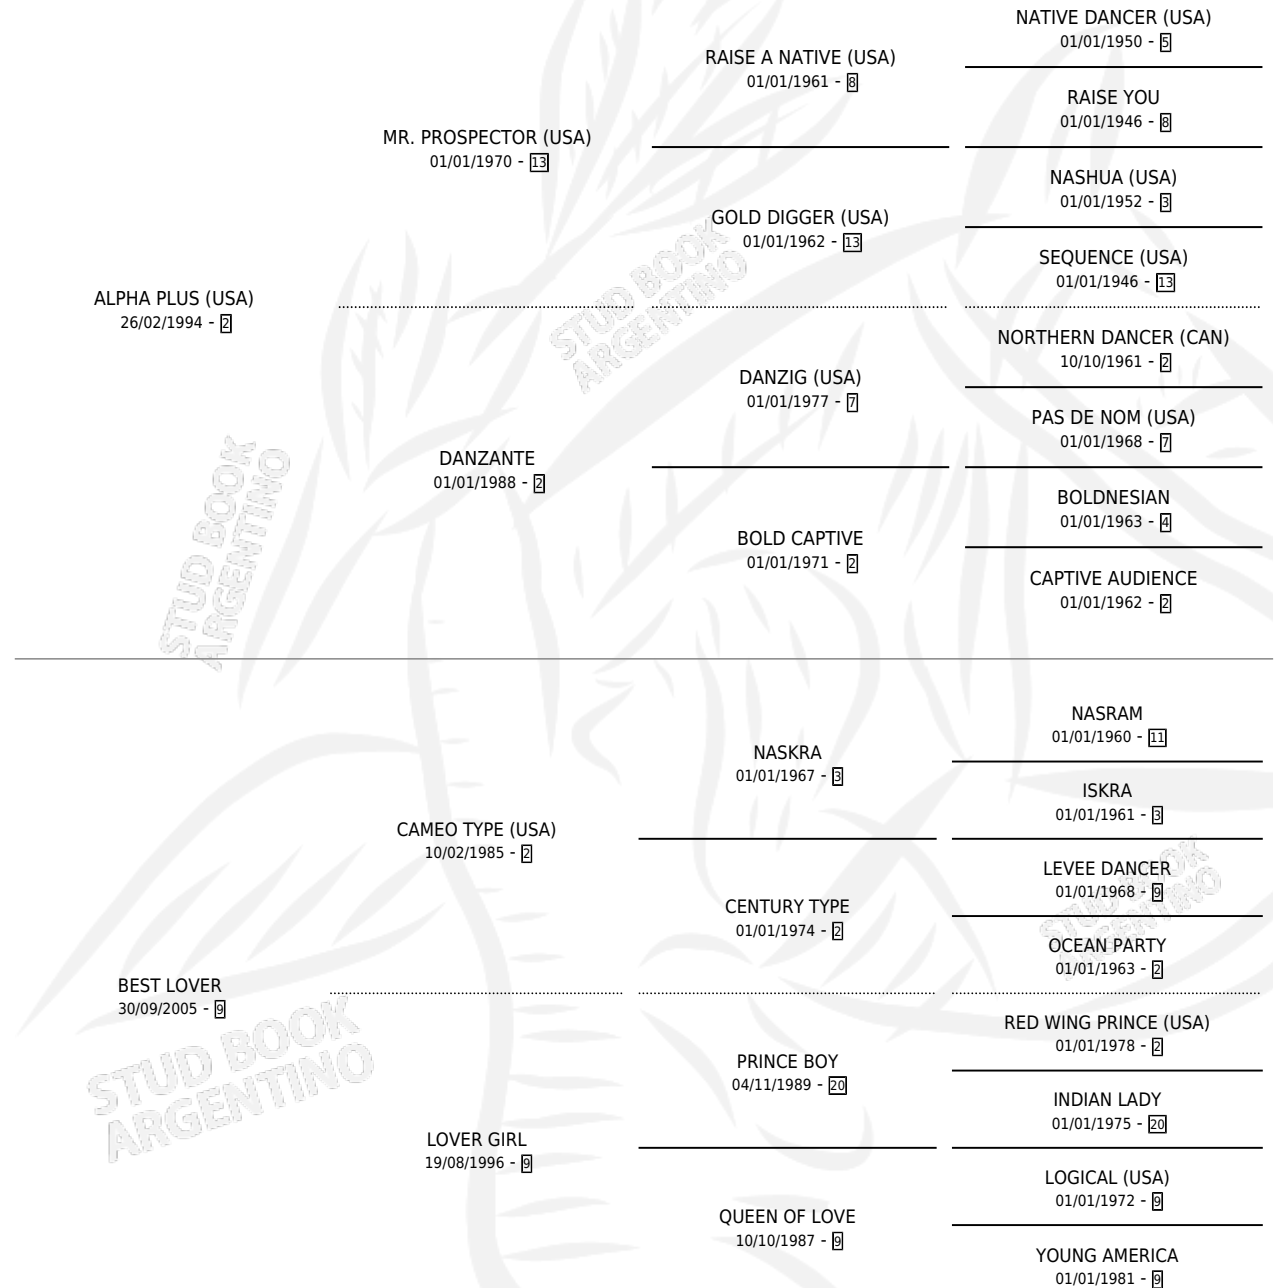 NATIVE DANCER (USA)
01/01/1950 - 5
RAISE A NATIVE (USA)
01/01/1961 - 8
RAISE YOU
01/01/1946 - 8
MR. PROSPECTOR (USA)
01/01/1970 - 13
NASHUA (USA)
01/01/1952 - 3
GOLD DIGGER (USA)
01/01/1962 - 13
SEQUENCE (USA)
01/01/1946 - 13
ALPHA PLUS (USA)
26/02/1994 - 2
STUD BOOK
ARGENTINO
NORTHERN DANCER (CAN)
10/10/1961 - 2
DANZIG (USA)
01/01/1977 - 7
PAS DE NOM (USA)
01/01/1968 - 7
DANZANTE
01/01/1988 - 2
BOLDNESIAN
01/01/1963 - 4
BOLD CAPTIVE
01/01/1971 - 2
CAPTIVE AUDIENCE
01/01/1962 - 2
STUD BOOK
ARGENTINO
NASRAM
01/01/1960 - 11
NASKRA
01/01/1967 - 3
ISKRA
01/01/1961 - 3
CAMEO TYPE (USA)
10/02/1985 - 2
LEVEE DANCER
01/01/1968 - 9
CENTURY TYPE
01/01/1974 - 2
OCEAN PARTY
01/01/1963 - 2
STUD BOOK
ARGENTINO
BEST LOVER
30/09/2005 - 9
RED WING PRINCE (USA)
01/01/1978 - 2
PRINCE BOY
04/11/1989 - 20
INDIAN LADY
01/01/1975 - 20
STUD BOOK
ARGENTINO
LOVER GIRL
19/08/1996 - 9
LOGICAL (USA)
01/01/1972 - 9
QUEEN OF LOVE
10/10/1987 - 9
YOUNG AMERICA
01/01/1981 - 9